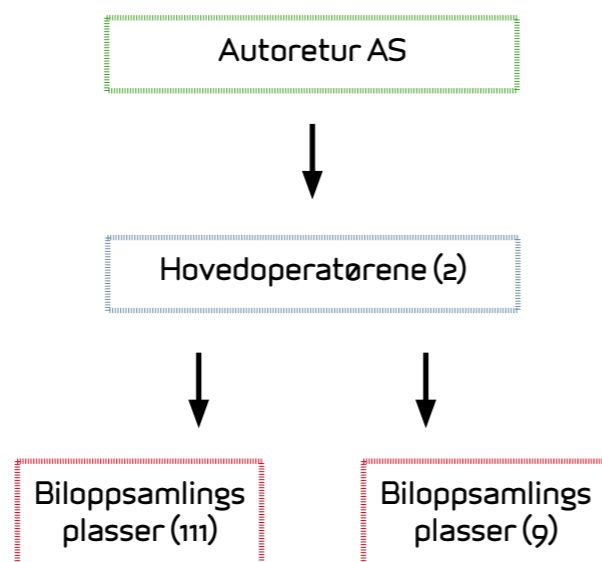 Autoretur AS
Hovedoperatørene (2)
Biloppsamlings
plasser (111)
Biloppsamlings
plasser (9)